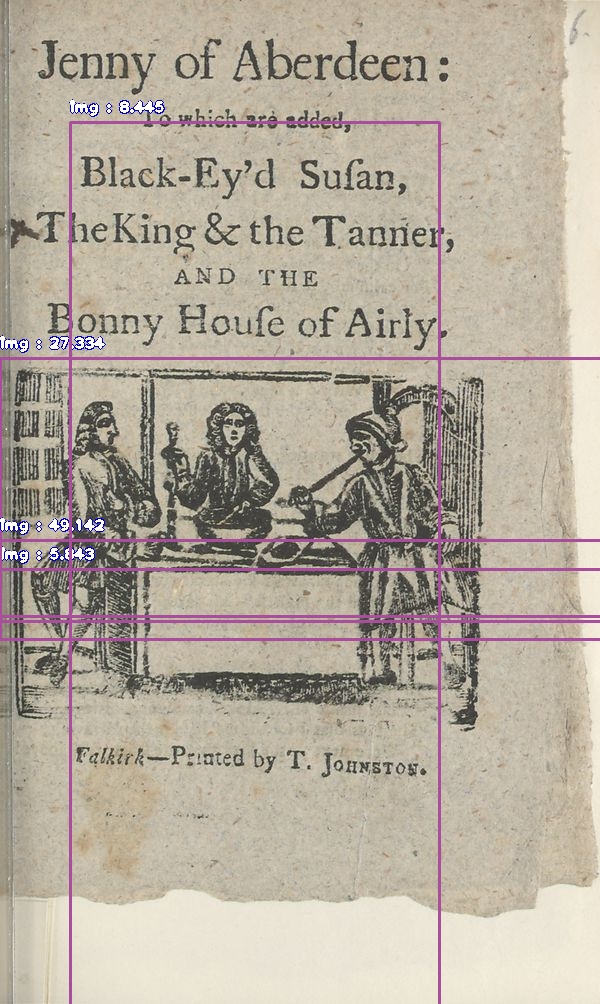 6.
Jenny of Aberdeen:
To which are added,
Black-Ey'd Suſan,
The King & the Tanner,
AND THE
Bonny Houſe of Airly.
Falkirk—Printed by T. JOHNSTON.
img : 8.445
img : 27.334
img : 49.142
img : 5.843